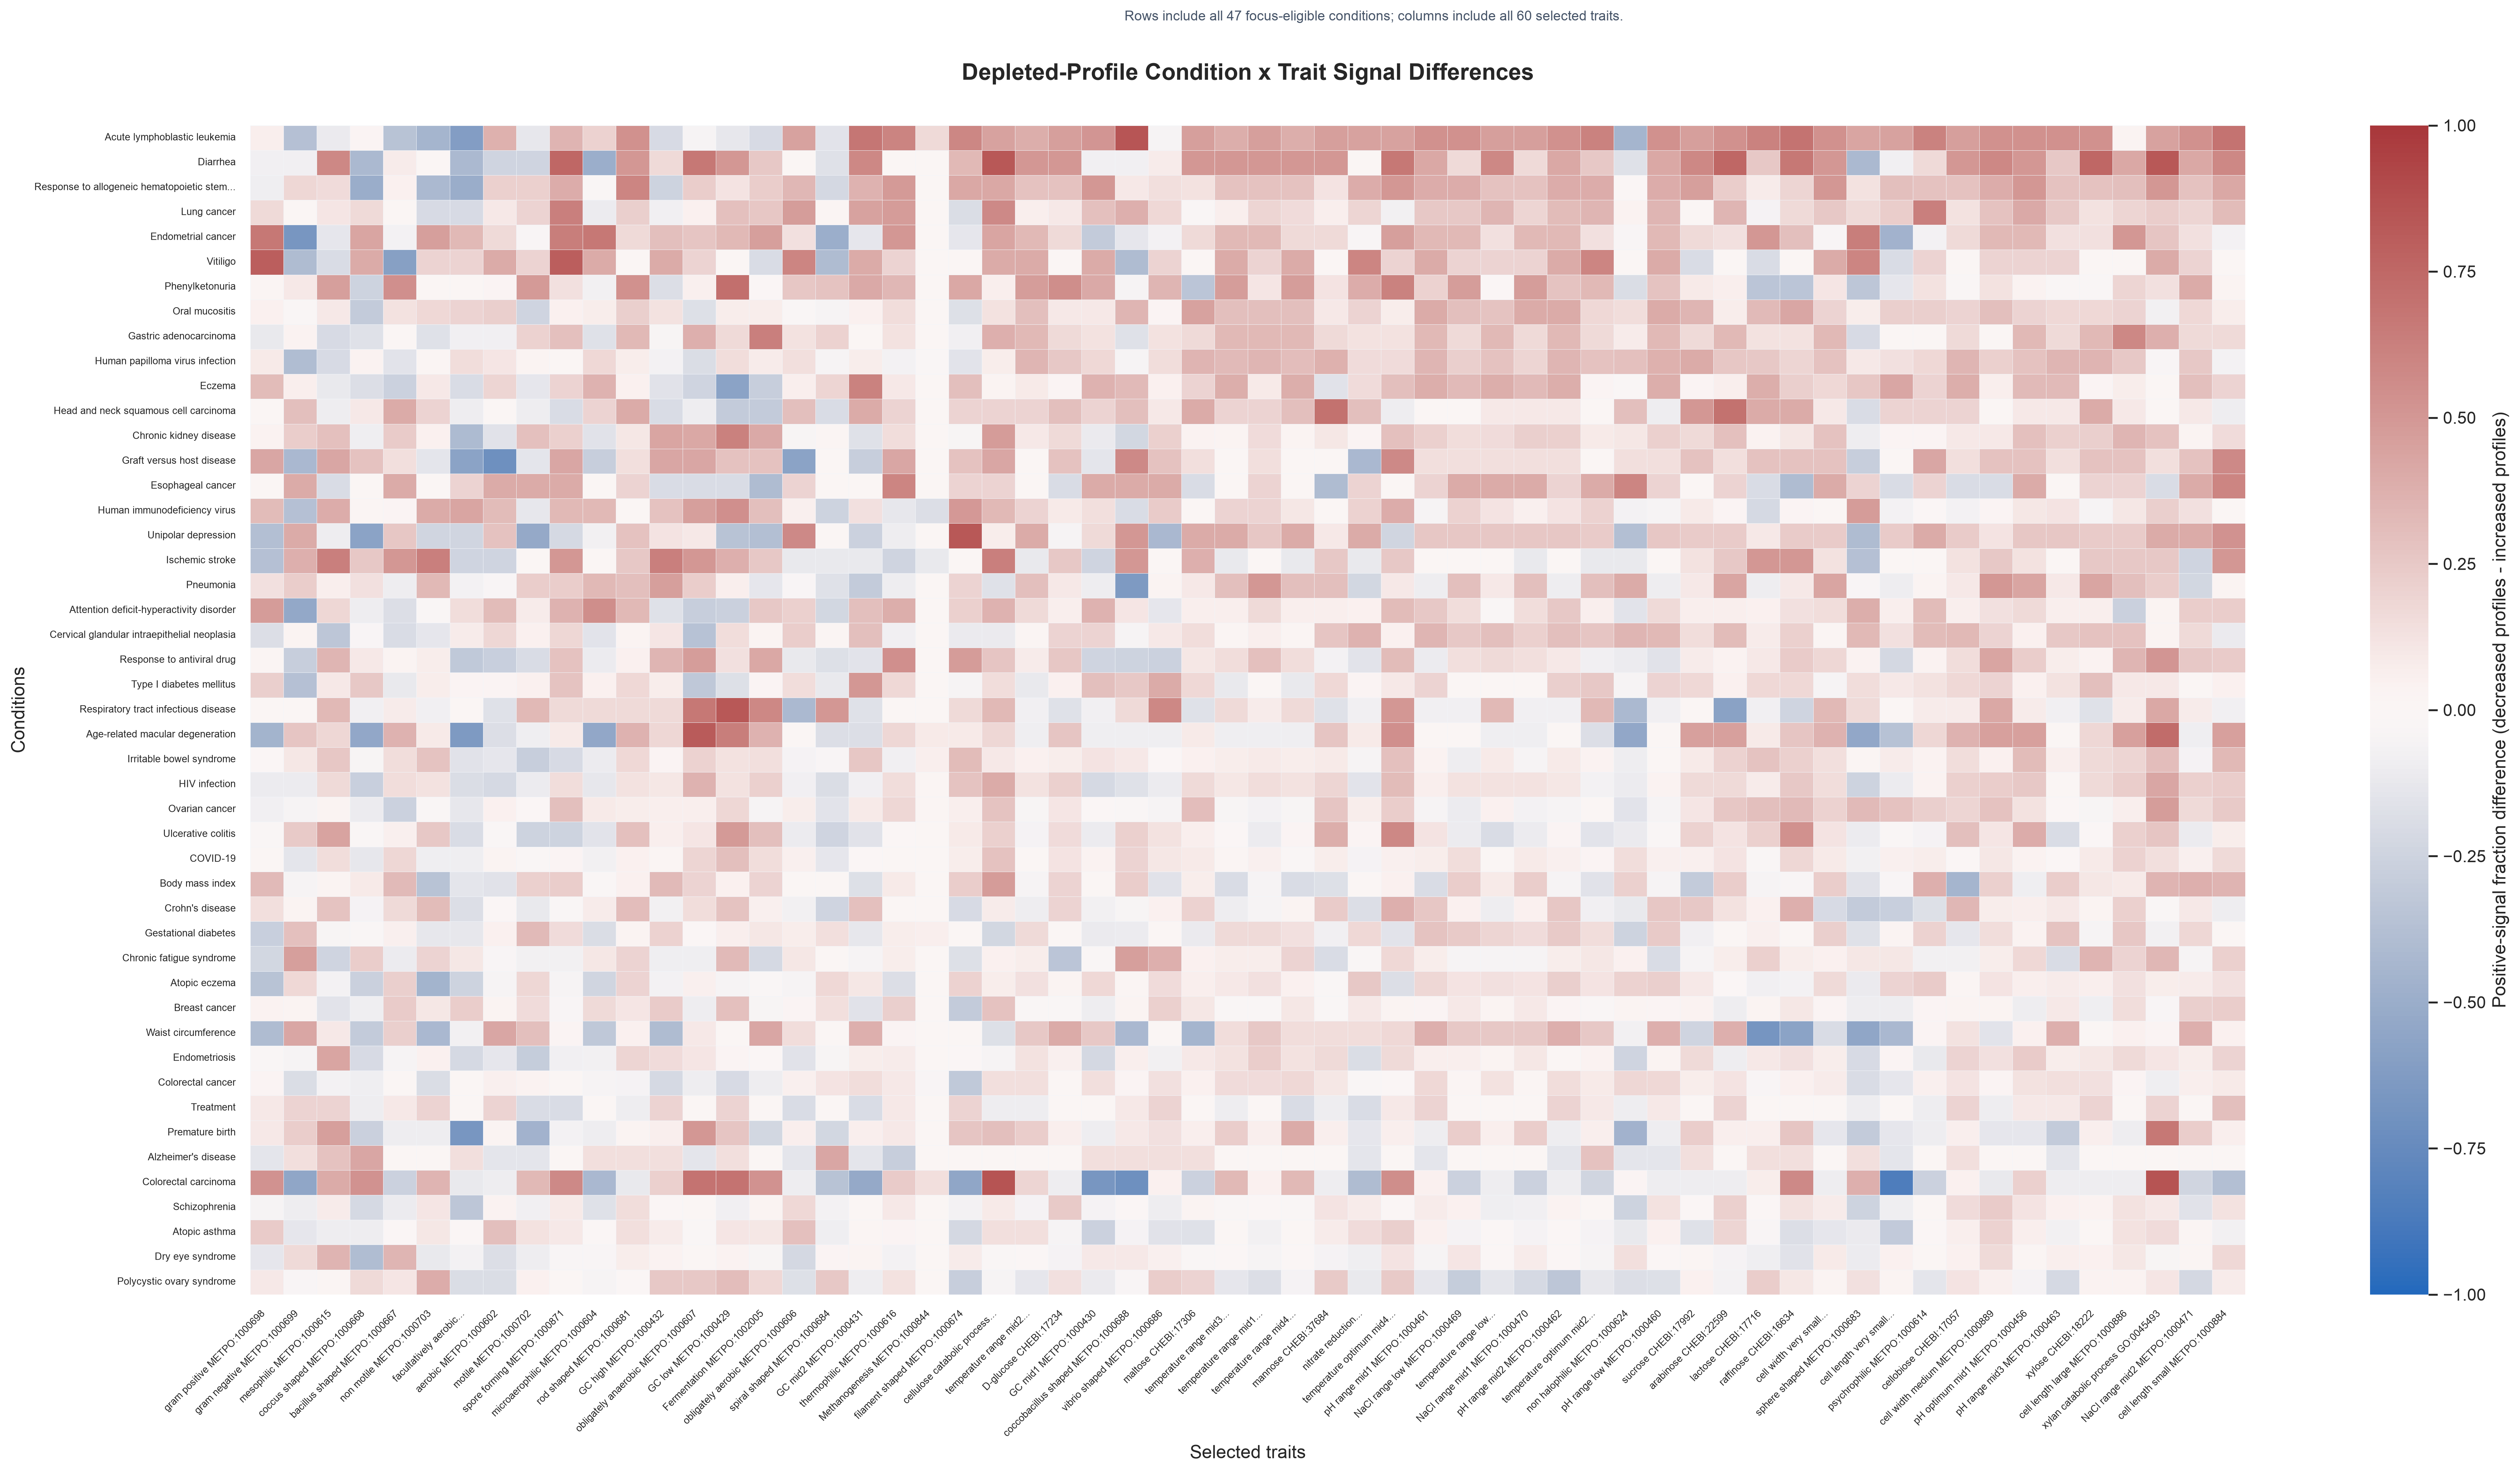 Rows include all 47 focus-eligible conditions; columns include all 60 selected traits.
Depleted-Profile Condition x Trait Signal Differences
Conditions
Acute lymphoblastic leukemia
Diarrhea
Response to allogeneic hematopoietic stem...
Lung cancer
Endometrial cancer
Vitiligo
Phenylketonuria
Oral mucositis
Gastric adenocarcinoma
Human papilloma virus infection
Eczema
Head and neck squamous cell carcinoma
Chronic kidney disease
Graft versus host disease
Esophageal cancer
Human immunodeficiency virus
Unipolar depression
Ischemic stroke
Pneumonia
Attention deficit-hyperactivity disorder
Cervical glandular intraepithelial neoplasia
Response to antiviral drug
Type I diabetes mellitus
Respiratory tract infectious disease
Age-related macular degeneration
Irritable bowel syndrome
HIV infection
Ovarian cancer
Ulcerative colitis
COVID-19
Body mass index
Crohn's disease
Gestational diabetes
Chronic fatigue syndrome
Atopic eczema
Breast cancer
Waist circumference
Endometriosis
Colorectal cancer
Treatment
Premature birth
Alzheimer's disease
Colorectal carcinoma
Schizophrenia
Atopic asthma
Dry eye syndrome
Polycystic ovary syndrome
gram positive METPO:1000698
gram negative METPO:1000699
mesophilic METPO:1000615
coccus shaped METPO:1000668
bacillus shaped METPO:1000667
non motile METPO:1000703
facultatively aerobic...
aerobic METPO:1000602
motile METPO:1000702
spore forming METPO:1000871
microaerophilic METPO:1000604
rod shaped METPO:1000681
GC high METPO:1000432
obligately anaerobic METPO:1000607
GC low METPO:1000429
Fermentation METPO:1002005
obligately aerobic METPO:1000606
spiral shaped METPO:1000684
GC mid2 METPO:1000431
thermophilic METPO:1000616
Methanogenesis METPO:1000844
filament shaped METPO:1000674
cellulose catabolic process...
temperature range mid2...
D-glucose CHEBI:17234
GC mid1 METPO:1000430
coccobacillus shaped METPO:1000688
vibrio shaped METPO:1000686
maltose CHEBI:17306
temperature range mid3...
temperature range mid1...
temperature range mid4...
mannose CHEBI:37684
nitrate reduction...
temperature optimum mid4...
pH range mid1 METPO:1000461
NaCl range low METPO:1000469
temperature range low...
NaCl range mid1 METPO:1000470
pH range mid2 METPO:1000462
temperature optimum mid2...
non halophilic METPO:1000624
pH range low METPO:1000460
sucrose CHEBI:17992
arabinose CHEBI:22599
lactose CHEBI:17716
raffinose CHEBI:16634
cell width very small...
sphere shaped METPO:1000683
cell length very small...
psychrophilic METPO:1000614
cellobiose CHEBI:17057
cell width medium METPO:1000889
pH optimum mid1 METPO:1000456
pH range mid3 METPO:1000463
xylose CHEBI:18222
cell length large METPO:1000886
xylan catabolic process GO:0045493
NaCl range mid2 METPO:1000471
cell length small METPO:1000884
Selected traits
1.00
0.75
0.50
0.25
0.00
−0.25
−0.50
−0.75
−1.00
Positive-signal fraction difference (decreased profiles - increased profiles)